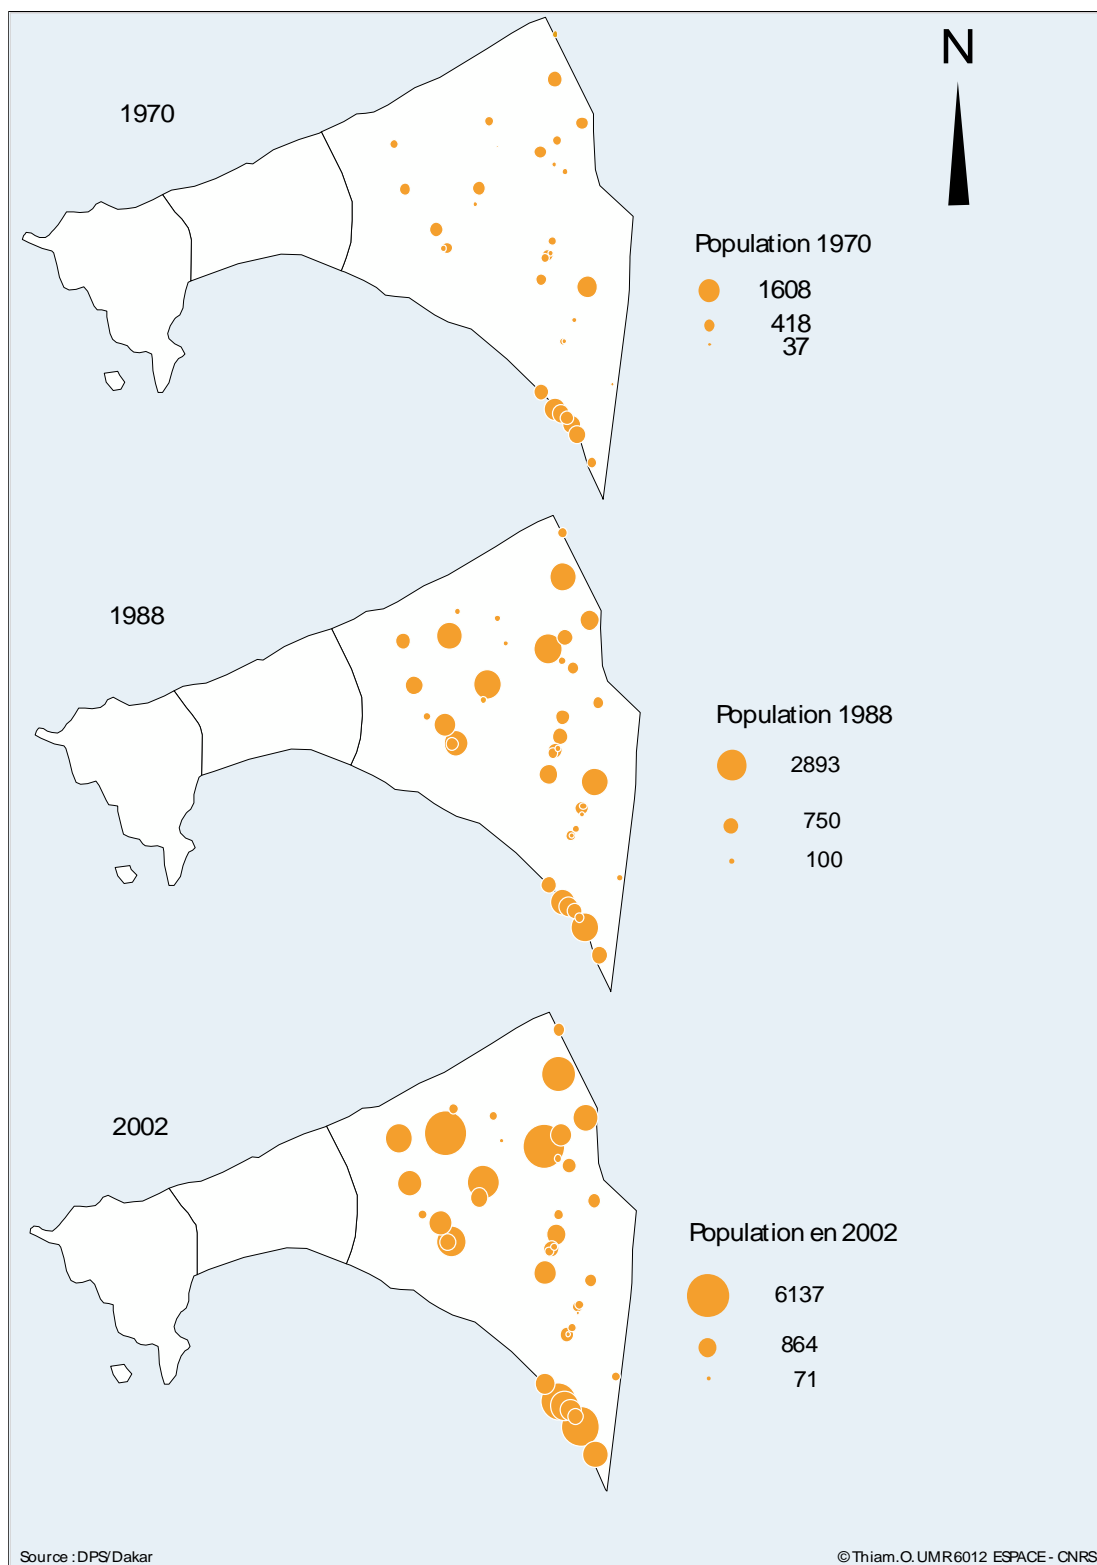 N
1970
Population 1970
1608
418
37
1988
Population 1988
2893
750
100
2002
Population en 2002
6137
864
71
Source : DPS/Dakar
© Thiam.O. UMR 6012 ESPACE - CNRS